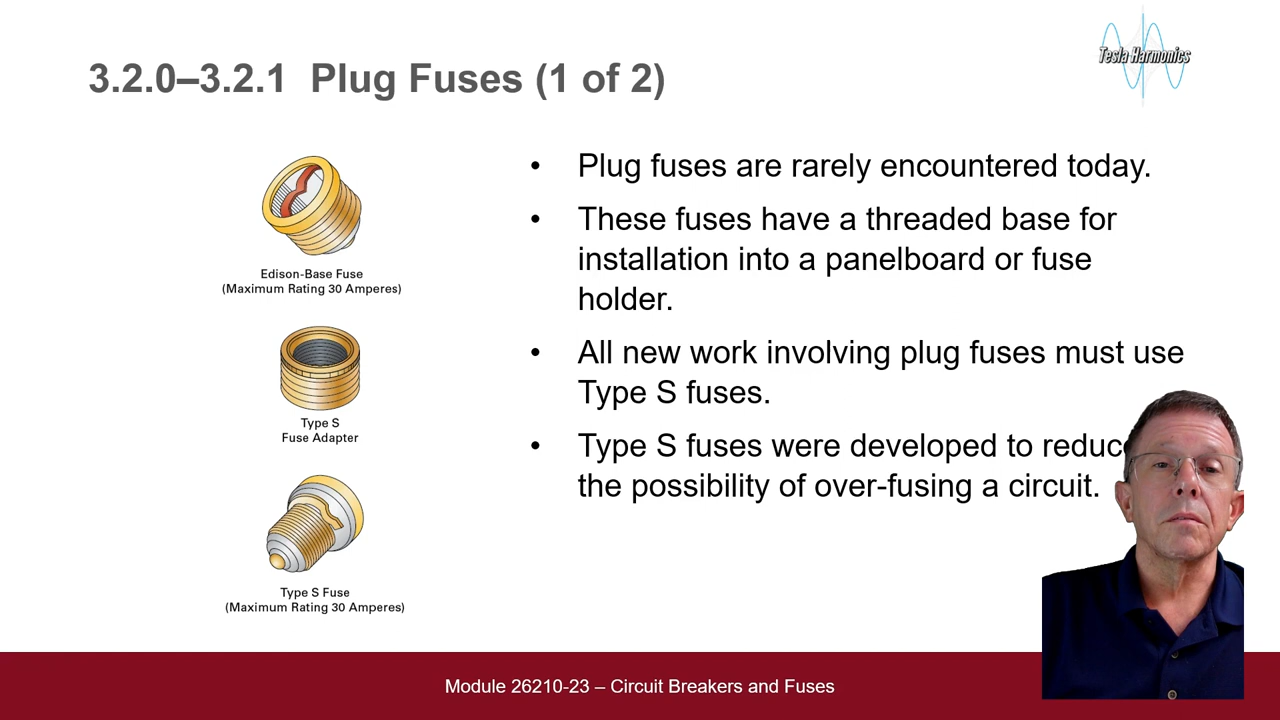 Tesla Harmonics
3.2.0–3.2.1 Plug Fuses (1 of 2)
Edison-Base Fuse
(Maximum Rating 30 Amperes)
Type S
Fuse Adapter
Type S Fuse
(Maximum Rating 30 Amperes)
• Plug fuses are rarely encountered today.
• These fuses have a threaded base for
installation into a panelboard or fuse
holder.
• All new work involving plug fuses must use
Type S fuses.
• Type S fuses were developed to reduc
the possibility of over-fusing a circuit.
Module 26210-23 – Circuit Breakers and Fuses